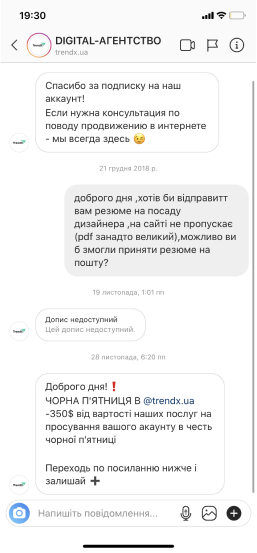 19:30
DIGITAL-АГЕНТСТВО
trendx.ua
Спасибо за подписку на наш
аккаунт!
Если нужна консультация по
поводу продвижению в интернете
- мы всегда здесь 😉
21 грудня 2018 р.
доброго дня ,хотів би відправитт
вам резюме на посаду
дизайнера ,на сайті не пропускає
(pdf занадто великий),можливо ви
б змогли приняти резюме на
пошту?
19 листопада, 1:01 пп
Допис недоступний
Цей допис недоступний.
28 листопада, 6:20 пп
Доброго дня! ❗
ЧОРНА П'ЯТНИЦЯ В @trendx.ua
-350$ від вартості наших послуг на
просування вашого акаунту в честь
чорної п'ятниці
Переходь по посиланню нижче і
залишай ➕
Напишіть повідомлення...